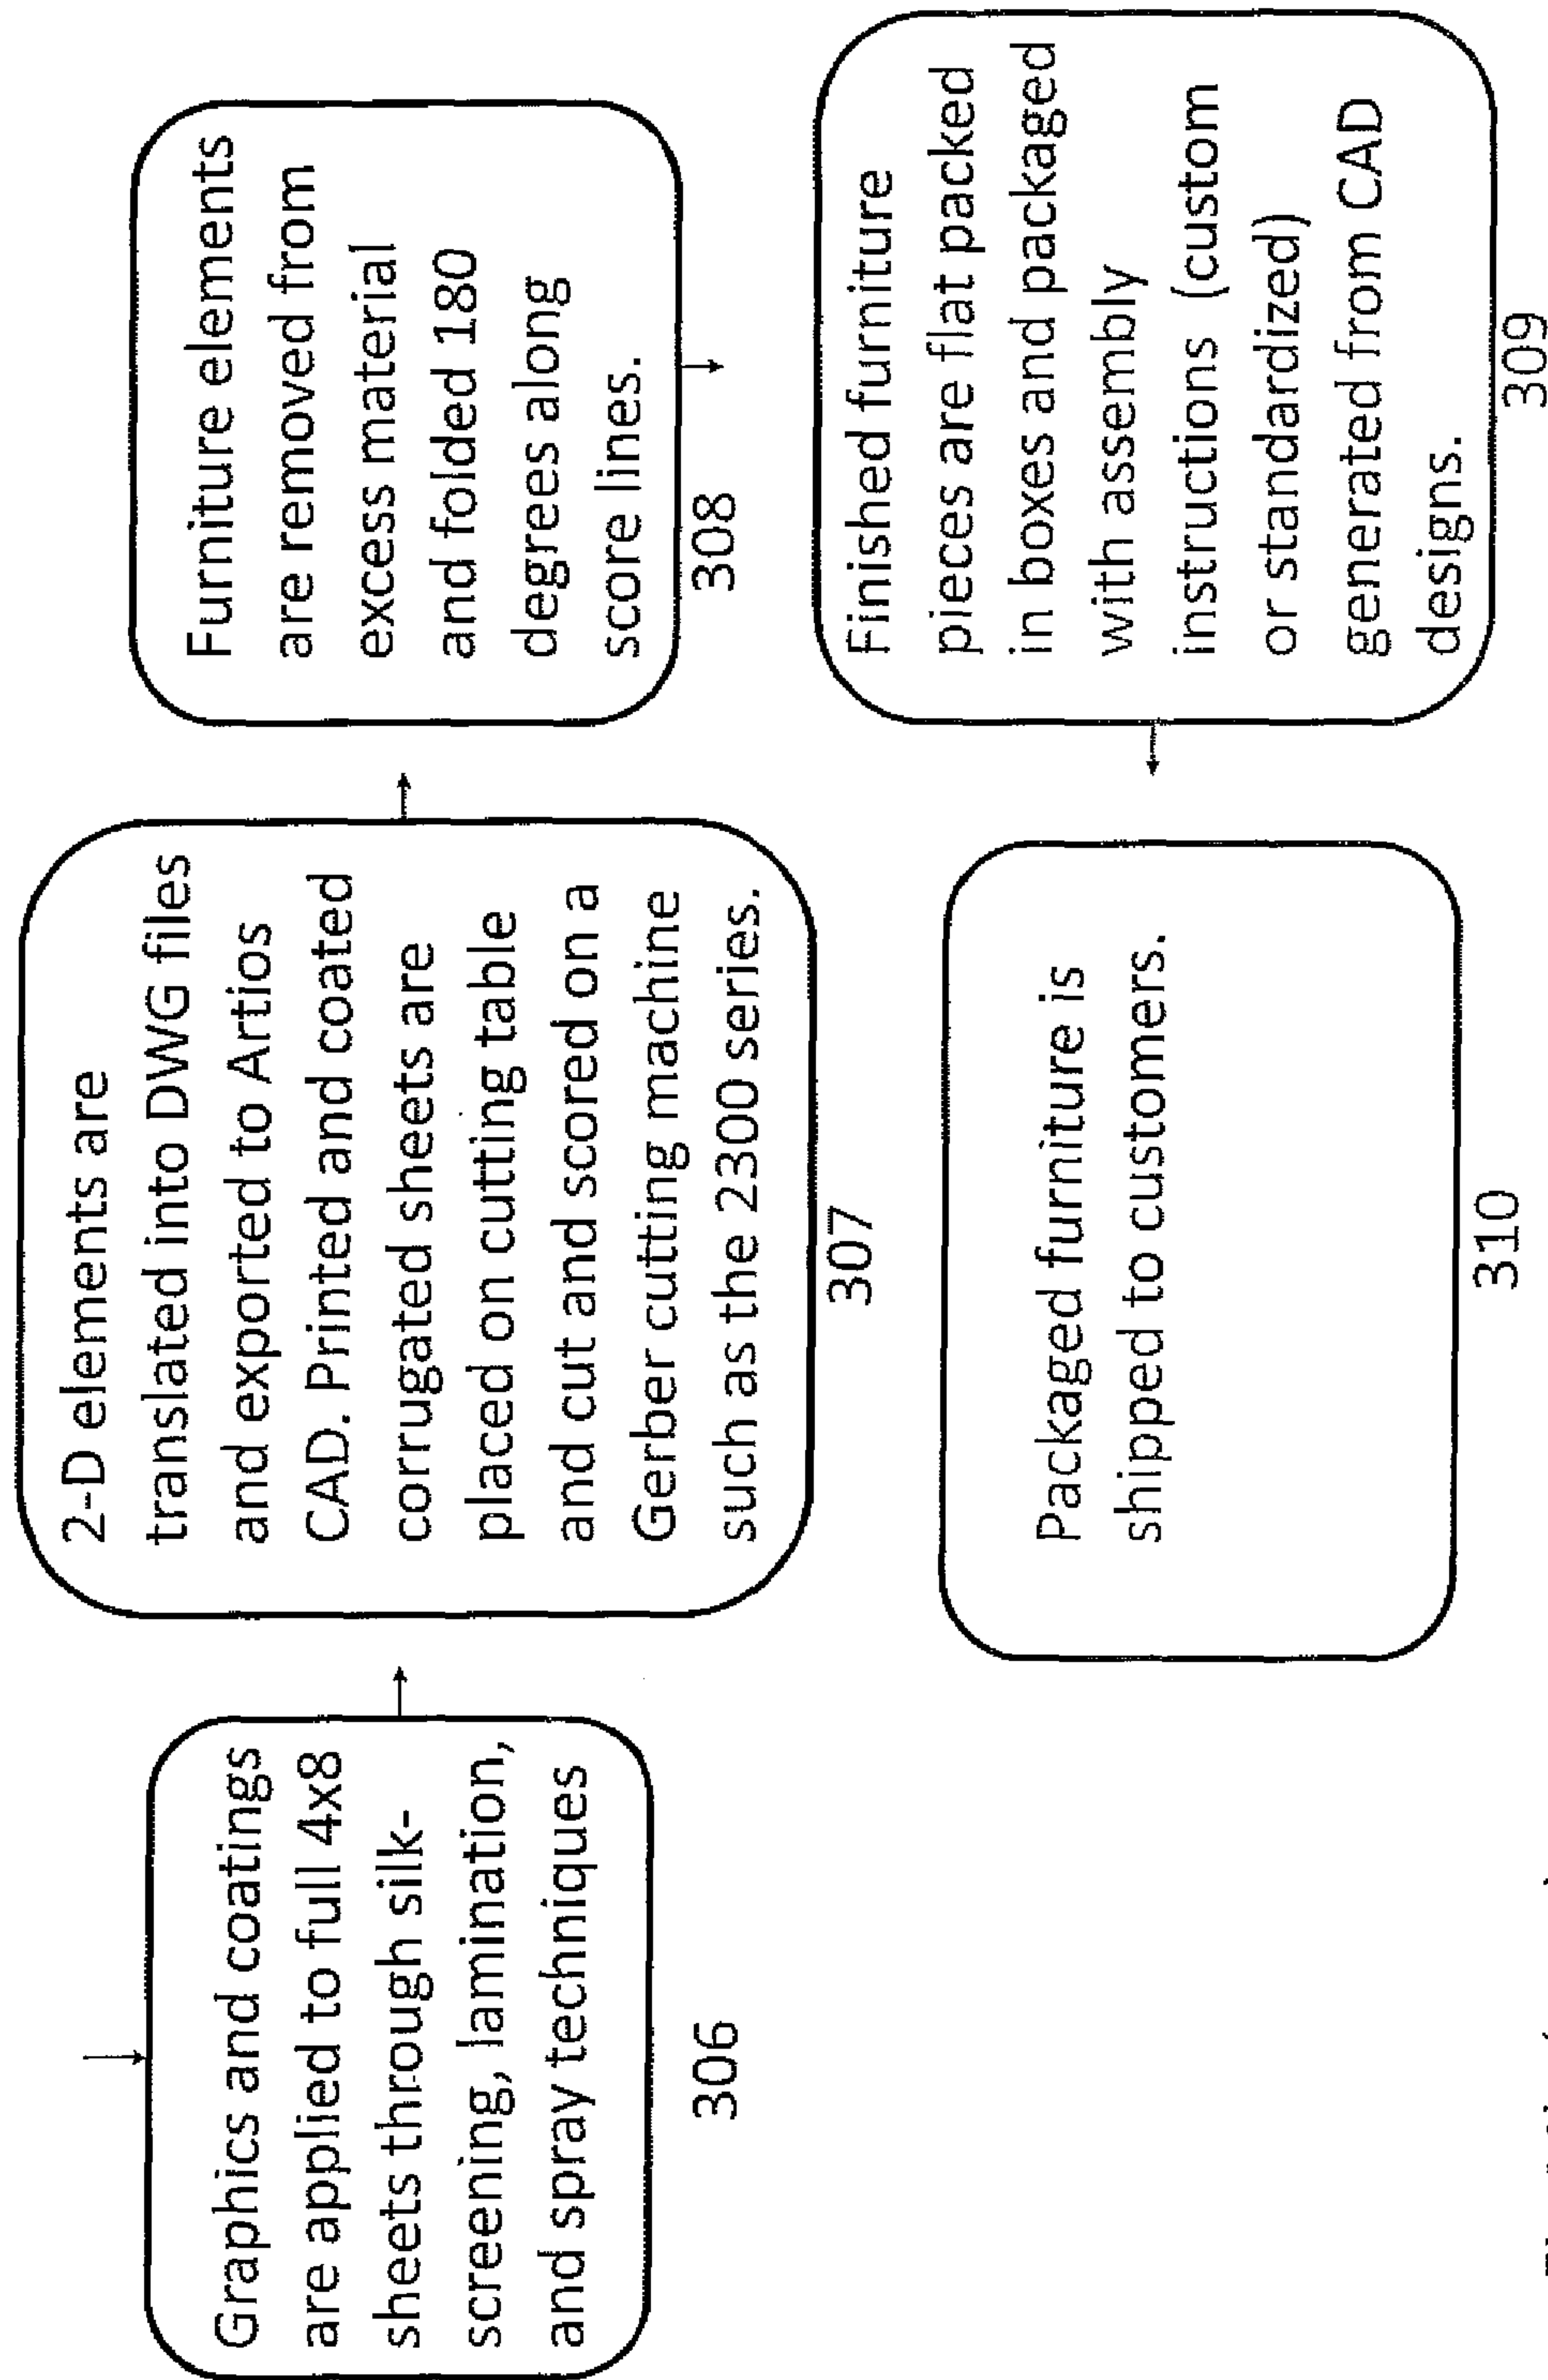 Graphics and coatings
are applied to full 4x8
sheets through silk-
screening, lamination,
and spray techniques
306
2-D elements are
translated into DWG files
and exported to Artios
CAD. Printed and coated
corrugated sheets are
placed on cutting table
and cut and scored on a
Gerber cutting machine
such as the 2300 series.
307
Furniture elements
are removed from
excess material
and folded 180
degrees along
score lines.
308
Finished furniture
pieces are flat packed
in boxes and packaged
with assembly
instructions (custom
or standardized)
generated from CAD
designs.
309
Packaged furniture is
shipped to customers.
310